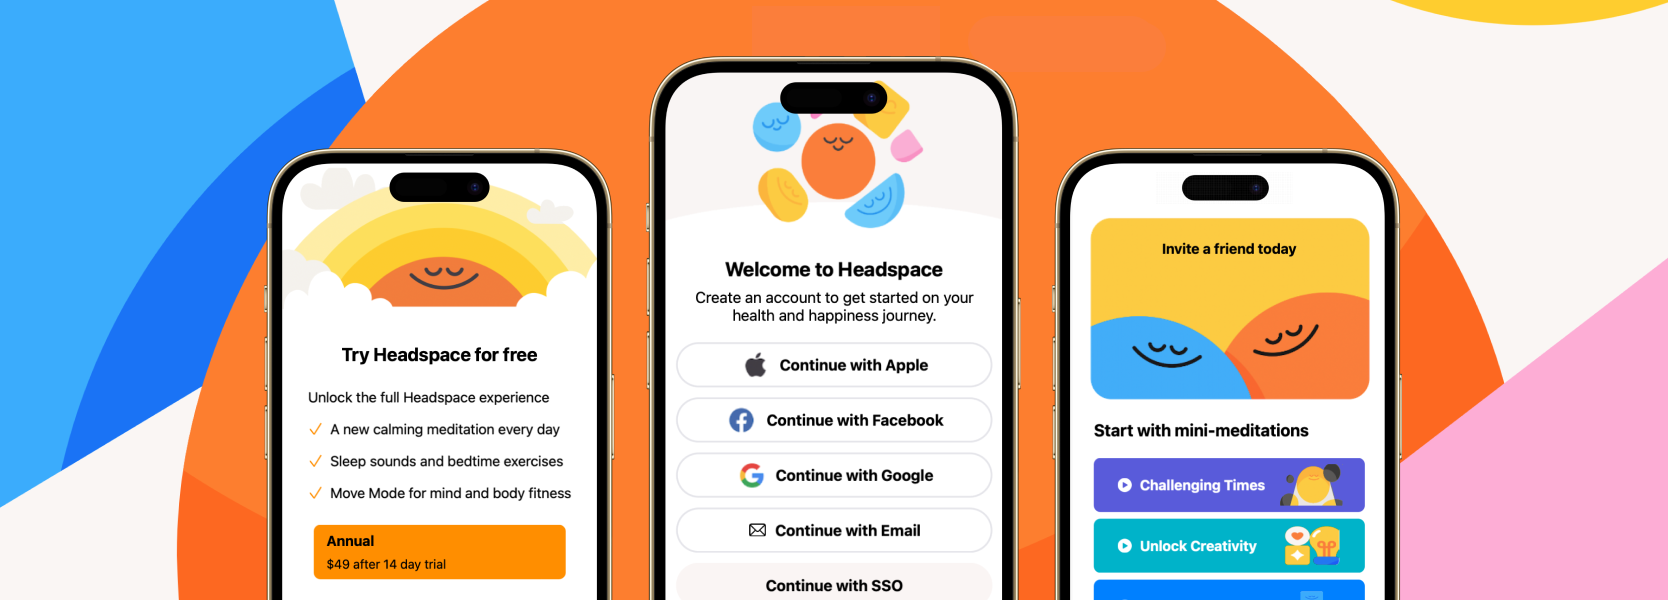 Try Headspace for free
Unlock the full Headspace experience
A new calming meditation every day
Sleep sounds and bedtime exercises
Move Mode for mind and body fitness
Annual
$49 after 14 day trial
Welcome to Headspace
Create an account to get started on your
health and happiness journey.
Continue with Apple
Continue with Facebook
Continue with Google
Continue with Email
Continue with SSO
Invite a friend today
Start with mini-meditations
Challenging Times
Unlock Creativity